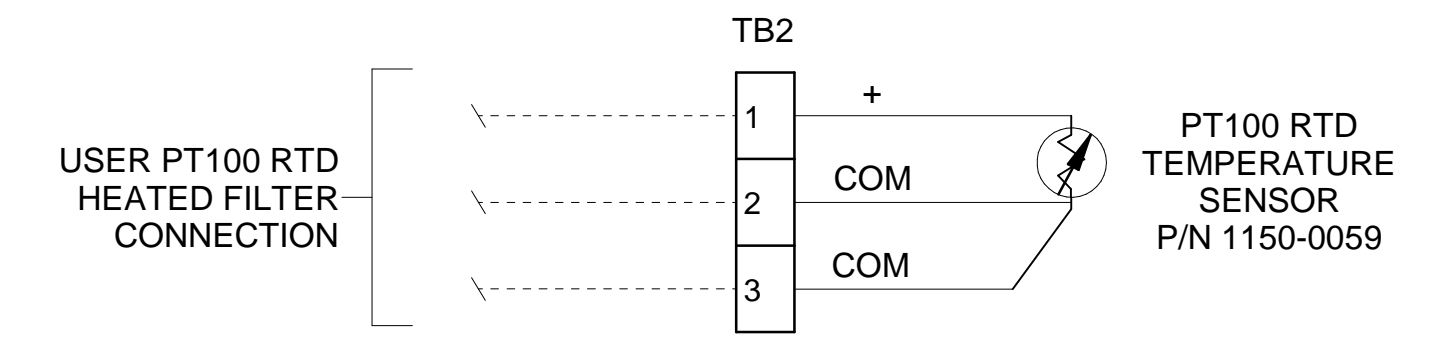 TB2
USER PT100 RTD
HEATED FILTER
CONNECTION
1
2
3
+
COM
COM
PT100 RTD
TEMPERATURE
SENSOR
P/N 1150-0059